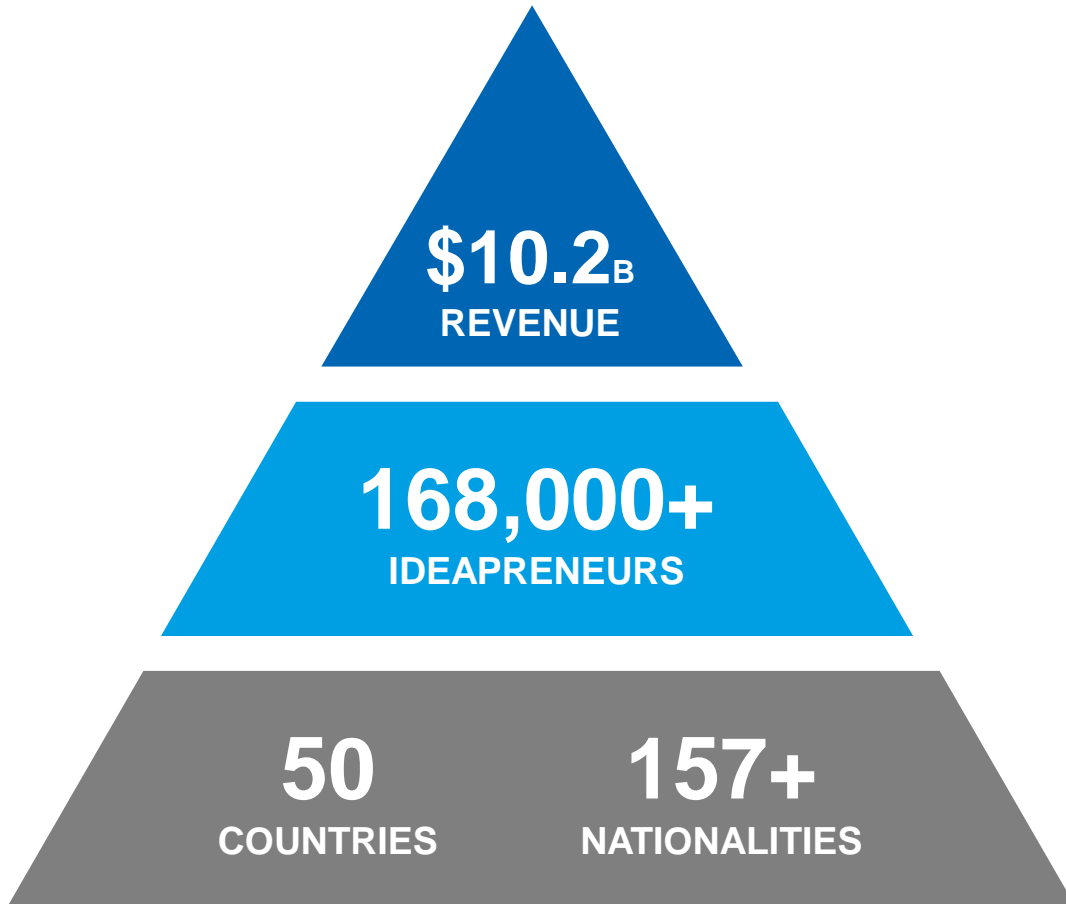 $10.2B
REVENUE
168,000+
IDEAPRENEURS
50
157+
COUNTRIES
NATIONALITIES